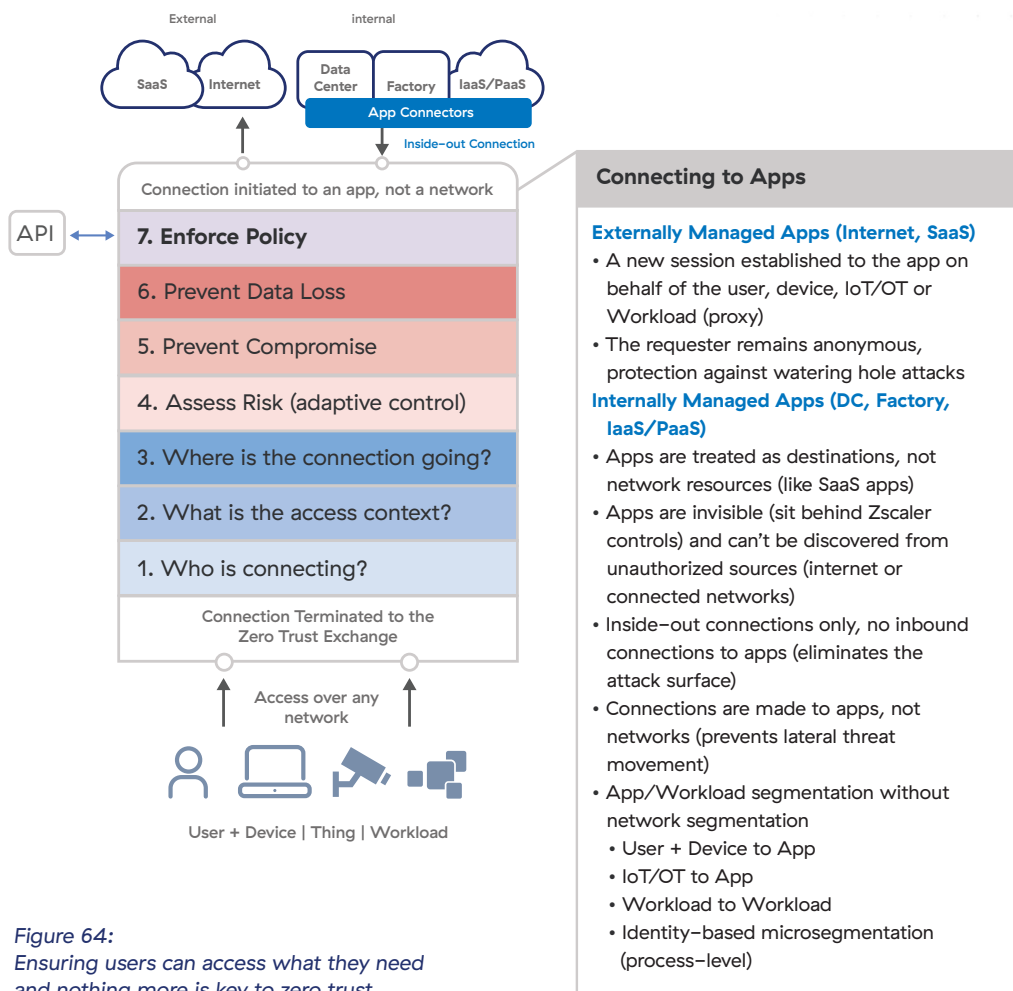 External
internal
SaaS
Internet
Data
Center
Factory
IaaS/PaaS
App Connectors
Inside-out Connection
Connection initiated to an app, not a network
API
7. Enforce Policy
6. Prevent Data Loss
5. Prevent Compromise
4. Assess Risk (adaptive control)
3. Where is the connection going?
2. What is the access context?
1. Who is connecting?
Connection Terminated to the
Zero Trust Exchange
Access over any
network
User + Device | Thing | Workload
Figure 64:
Ensuring users can access what they need
and nothing more is key to zero trust
Connecting to Apps
Externally Managed Apps (Internet, SaaS)
• A new session established to the app on
behalf of the user, device, IoT/OT or
Workload (proxy)
• The requester remains anonymous,
protection against watering hole attacks
Internally Managed Apps (DC, Factory,
IaaS/PaaS)
• Apps are treated as destinations, not
network resources (like SaaS apps)
• Apps are invisible (sit behind Zscaler
controls) and can't be discovered from
unauthorized sources (internet or
connected networks)
• Inside-out connections only, no inbound
connections to apps (eliminates the
attack surface)
• Connections are made to apps, not
networks (prevents lateral threat
movement)
• App/Workload segmentation without
network segmentation
• User + Device to App
• IoT/OT to App
• Workload to Workload
• Identity-based microsegmentation
(process-level)